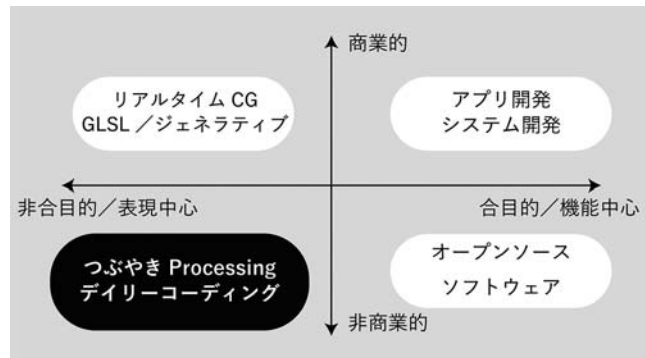 商業的
リアルタイム CG
GLSL ／ジェネラティブ
アプリ開発
システム開発
非合目的／表現中心
合目的／機能中心
つぶやき Processing
デイリーコーディング
オープンソース
ソフトウェア
非商業的